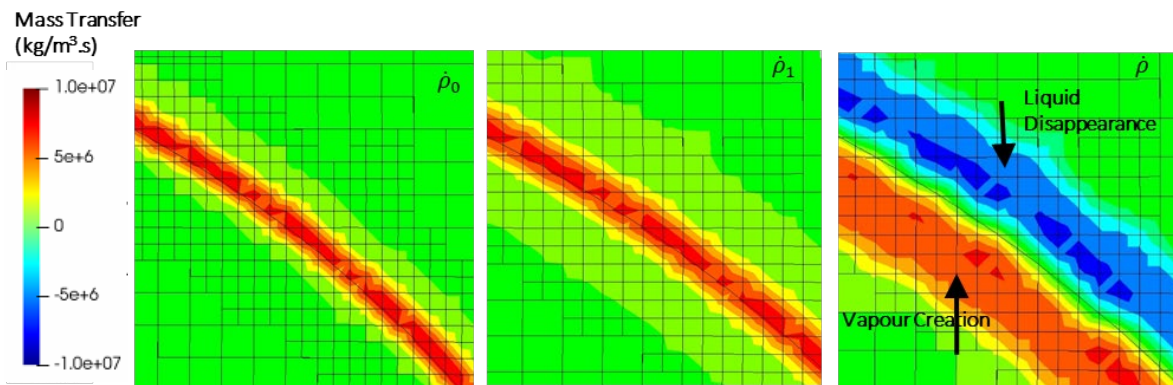 Mass Transfer
(kg/m³.s)
1.0e+07
5e+6
0
-5e+6
-1.0e+07
ρ̇₀
ρ̇₁
ρ̇
Liquid
Disappearance
Vapour Creation